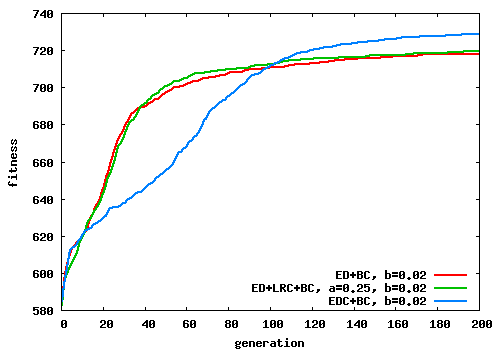 740
720
700
680
660
640
620
600
580
fitness
ED+BC, b=0.02
ED+LRC+BC, a=0.25, b=0.02
EDC+BC, b=0.02
0 20 40 60 80 100 120 140 160 180 200
generation